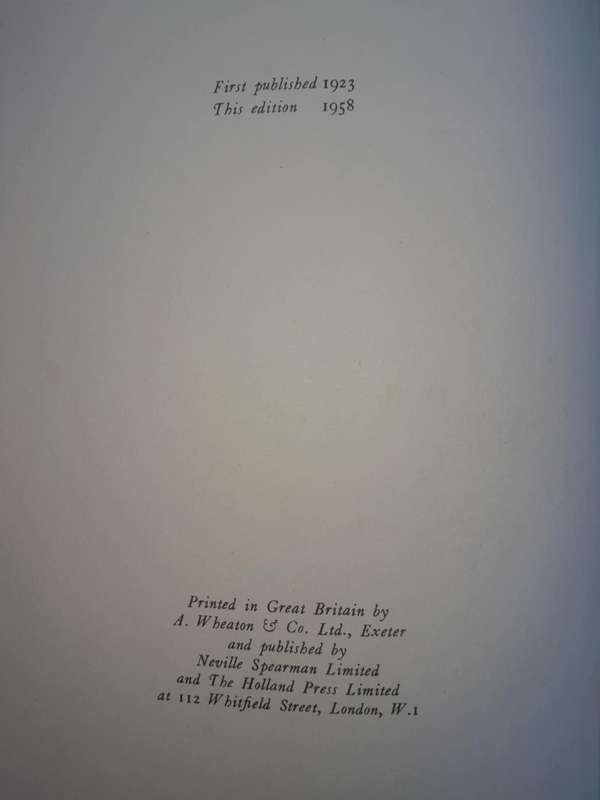 First published 1923
This edition 1958
Printed in Great Britain by
A. Wheaton & Co. Ltd., Exeter
and published by
Neville Spearman Limited
and The Holland Press Limited
at 112 Whitfield Street, London, W.1